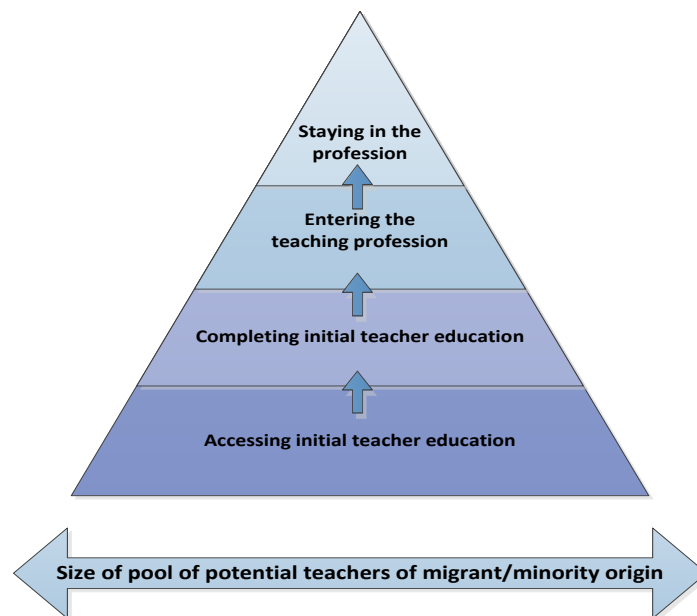 Staying in the
profession
Entering the
teaching profession
Completing initial teacher education
Accessing initial teacher education
Size of pool of potential teachers of migrant/minority origin